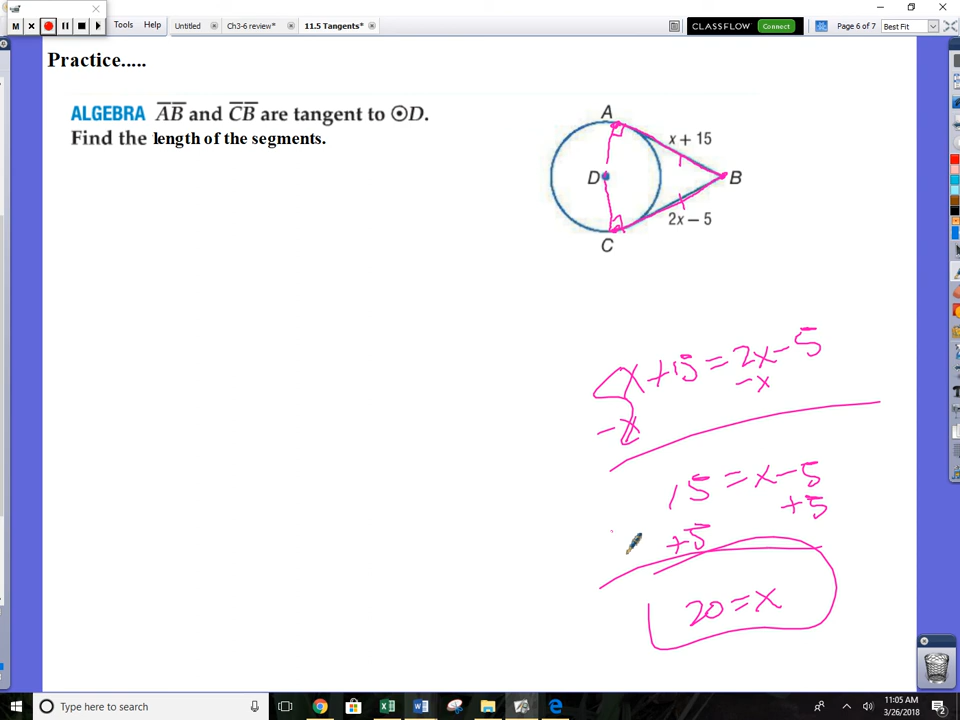 M
Tools
Help
Untitled
Ch3-6 review*
11.5 Tangents*
CLASSFLOW
Connect
Page 6 of 7
Best Fit
Practice.....
ALGEBRA AB and CB are tangent to ⊙D.
Find the length of the segments.
A
x + 15
D
B
2x – 5
C
x + 15 = 2x - 5
- x
- x
15 = x - 5
+ 5
+ 5
20 = x
Type here to search
11:05 AM
3/26/2018
2